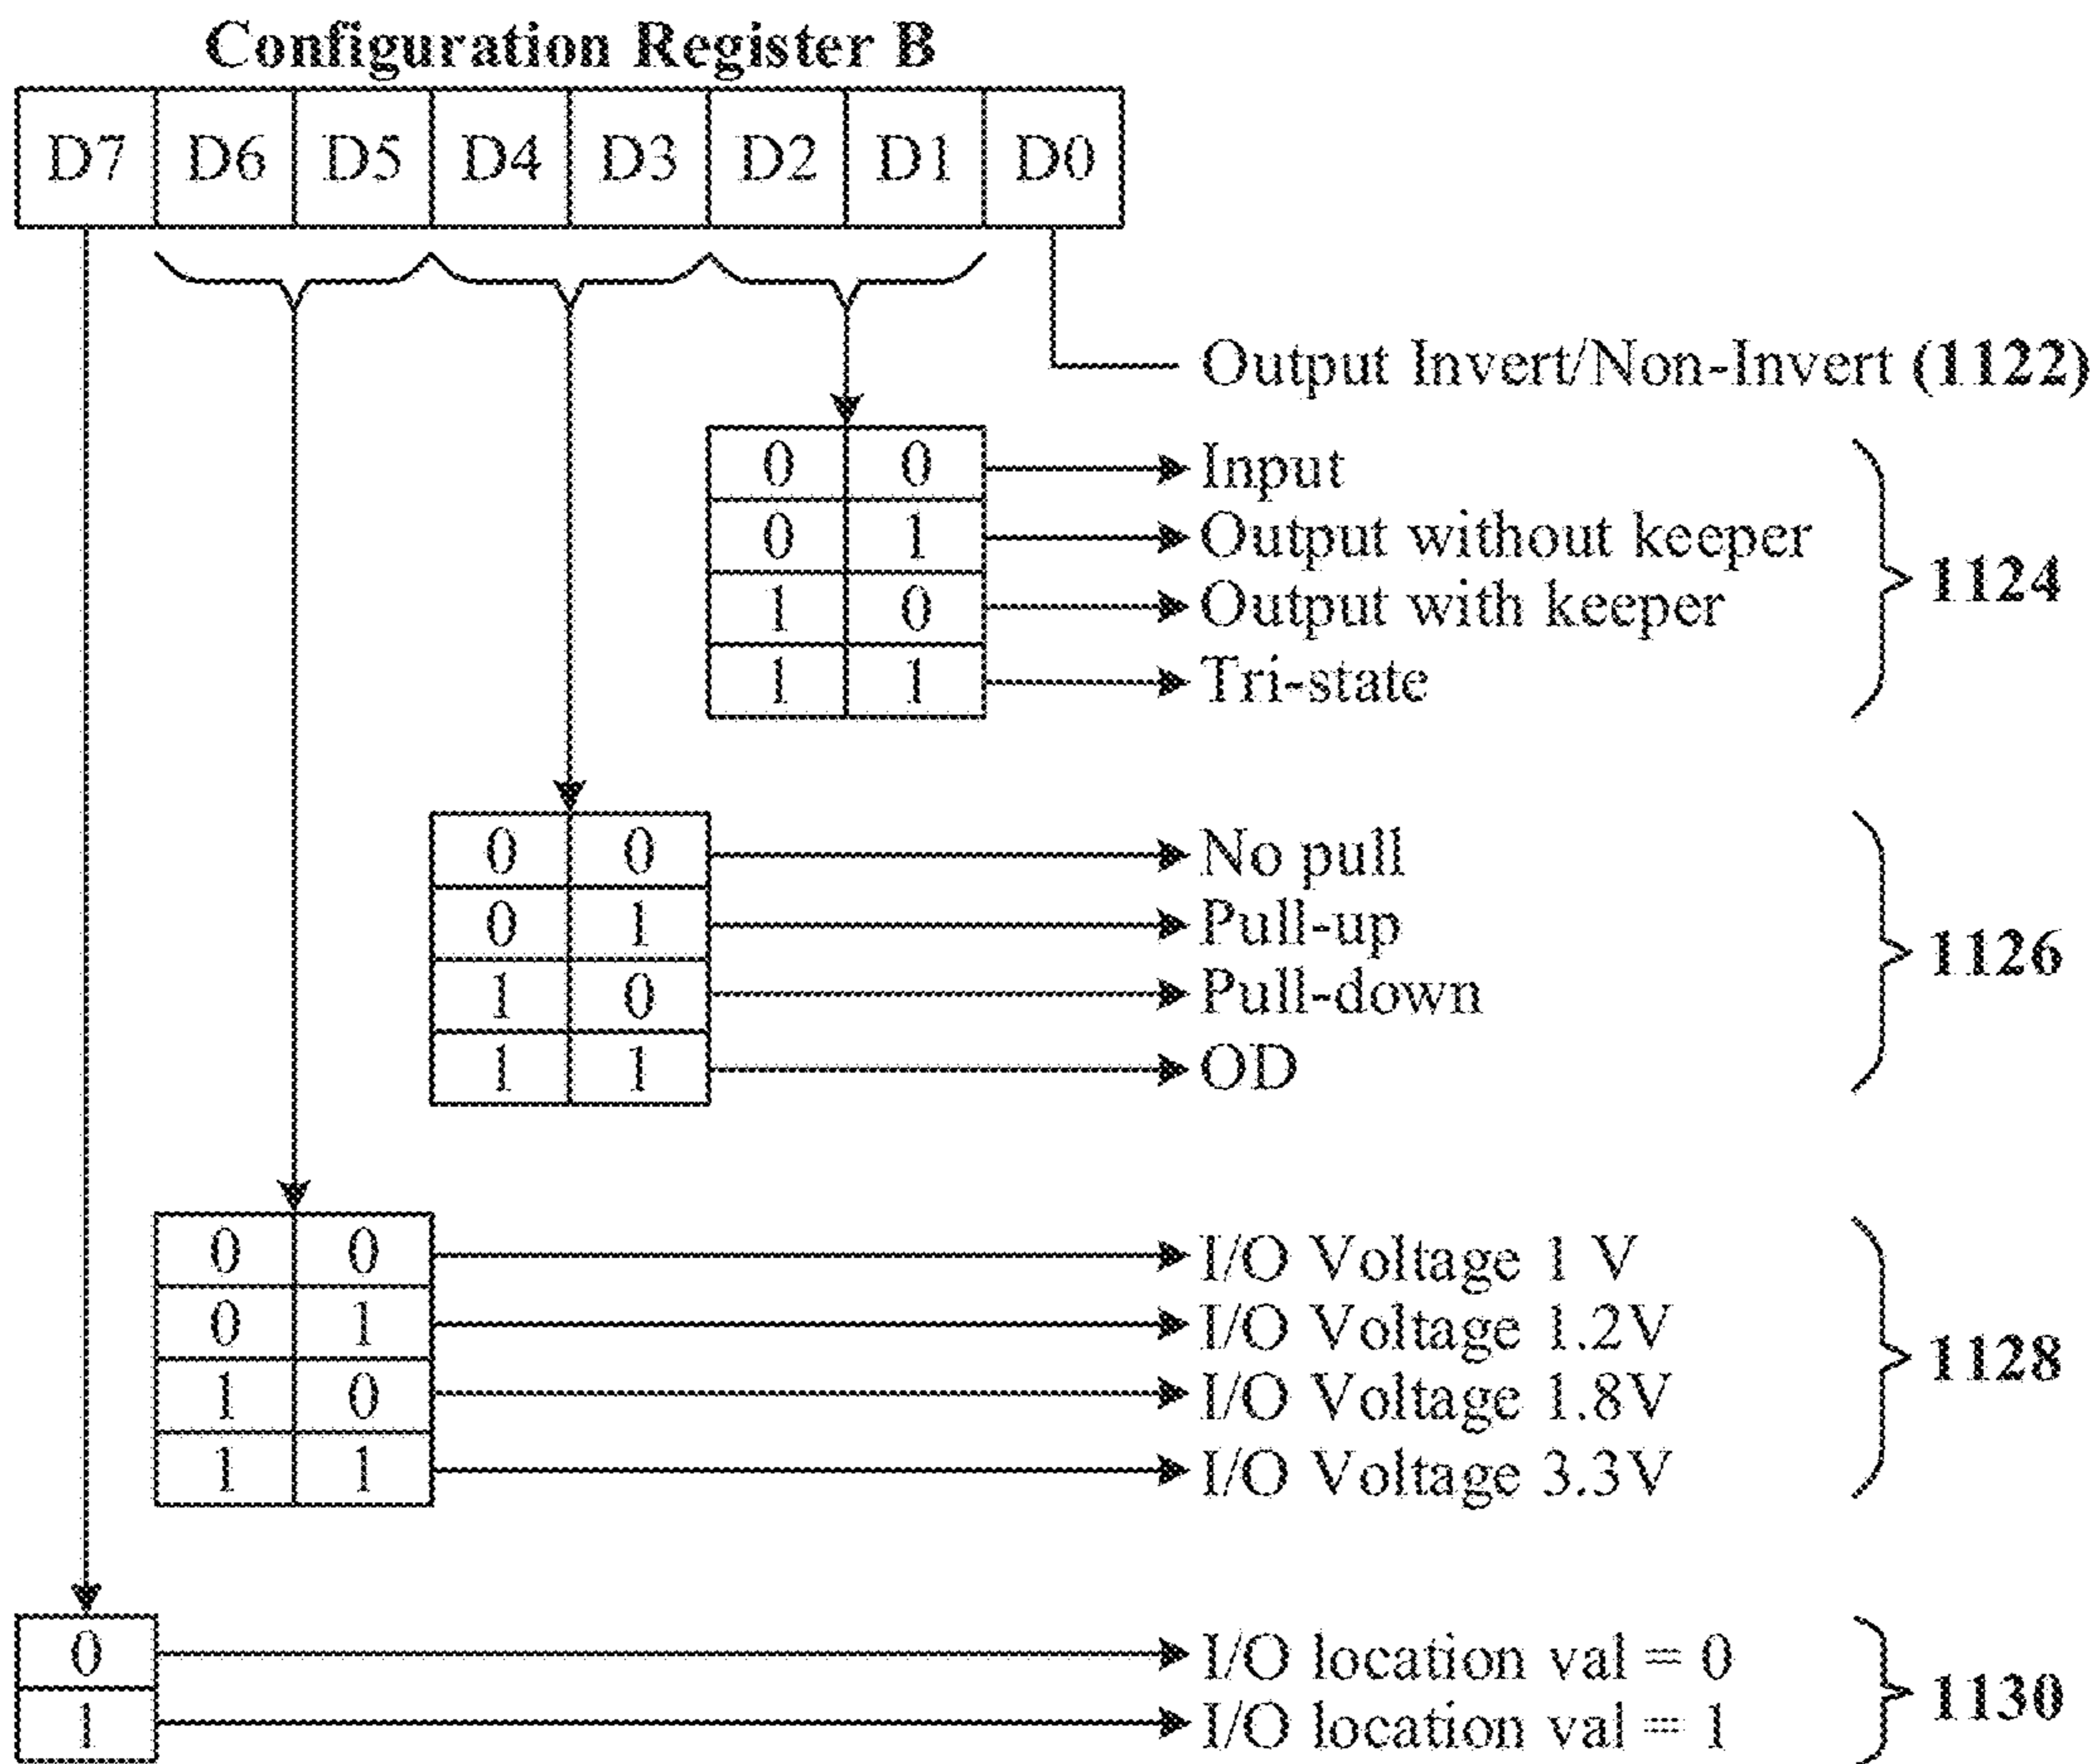 Configuration Register B
D7 D6 D5 D4 D3 D2 D1 D0
Output Invert/Non-Invert (1122)
0 0 Input
0 1 Output without keeper
1 0 Output with keeper
1 1 Tri-state
1124
0 0 No pull
0 1 Pull-up
1 0 Pull-down
1 1 OD
1126
0 0 I/O Voltage 1 V
0 1 I/O Voltage 1.2V
1 0 I/O Voltage 1.8V
1 1 I/O Voltage 3.3V
1128
0 I/O location val = 0
1 I/O location val = 1
1130